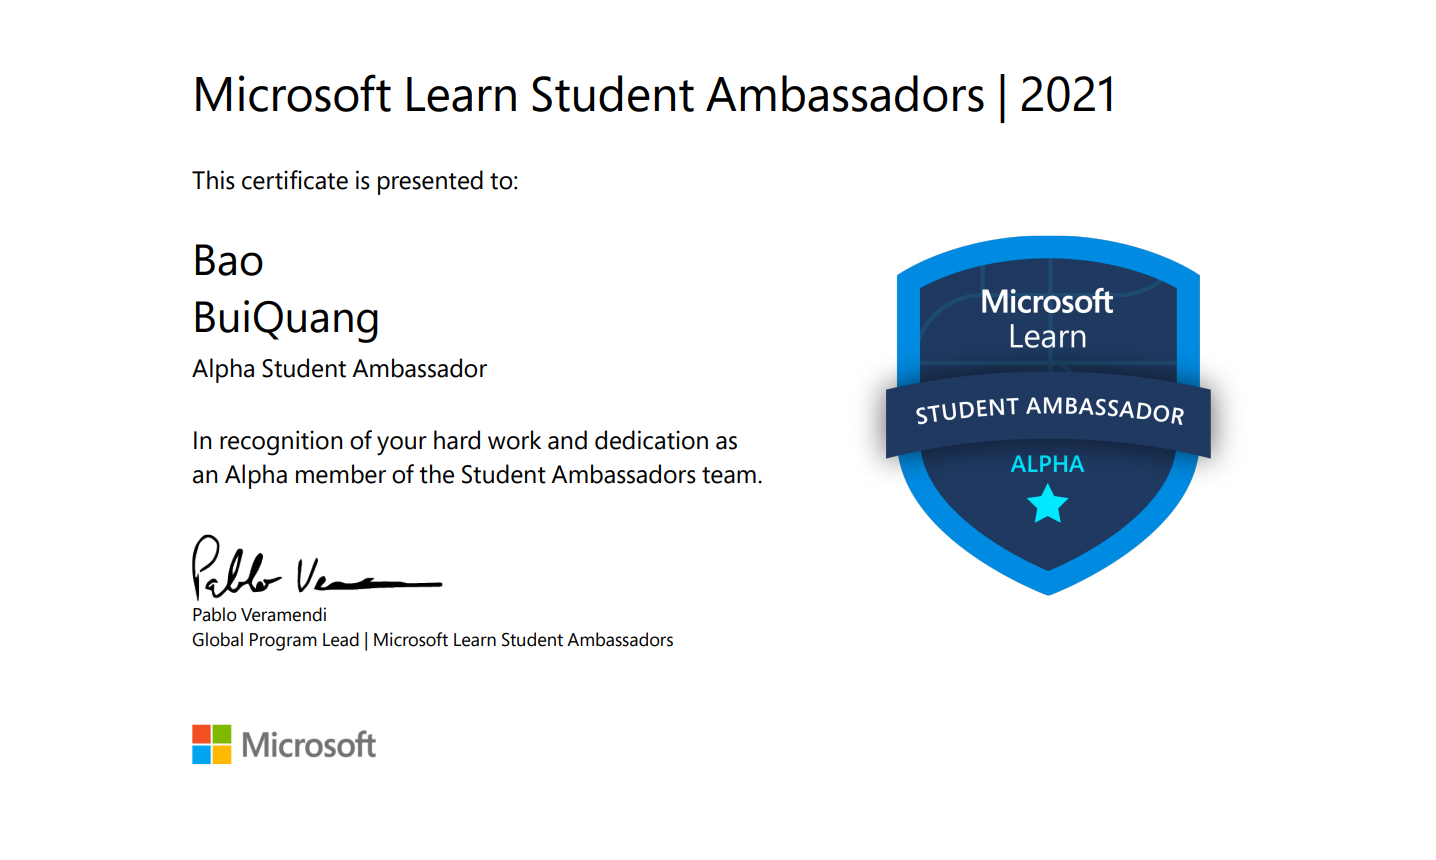 Microsoft Learn Student Ambassadors | 2021
This certificate is presented to:
Bao
BuiQuang
Alpha Student Ambassador
In recognition of your hard work and dedication as
an Alpha member of the Student Ambassadors team.
Pablo Ver
Pablo Veramendi
Global Program Lead | Microsoft Learn Student Ambassadors
Microsoft
Microsoft
Learn
STUDENT AMBASSADOR
ALPHA